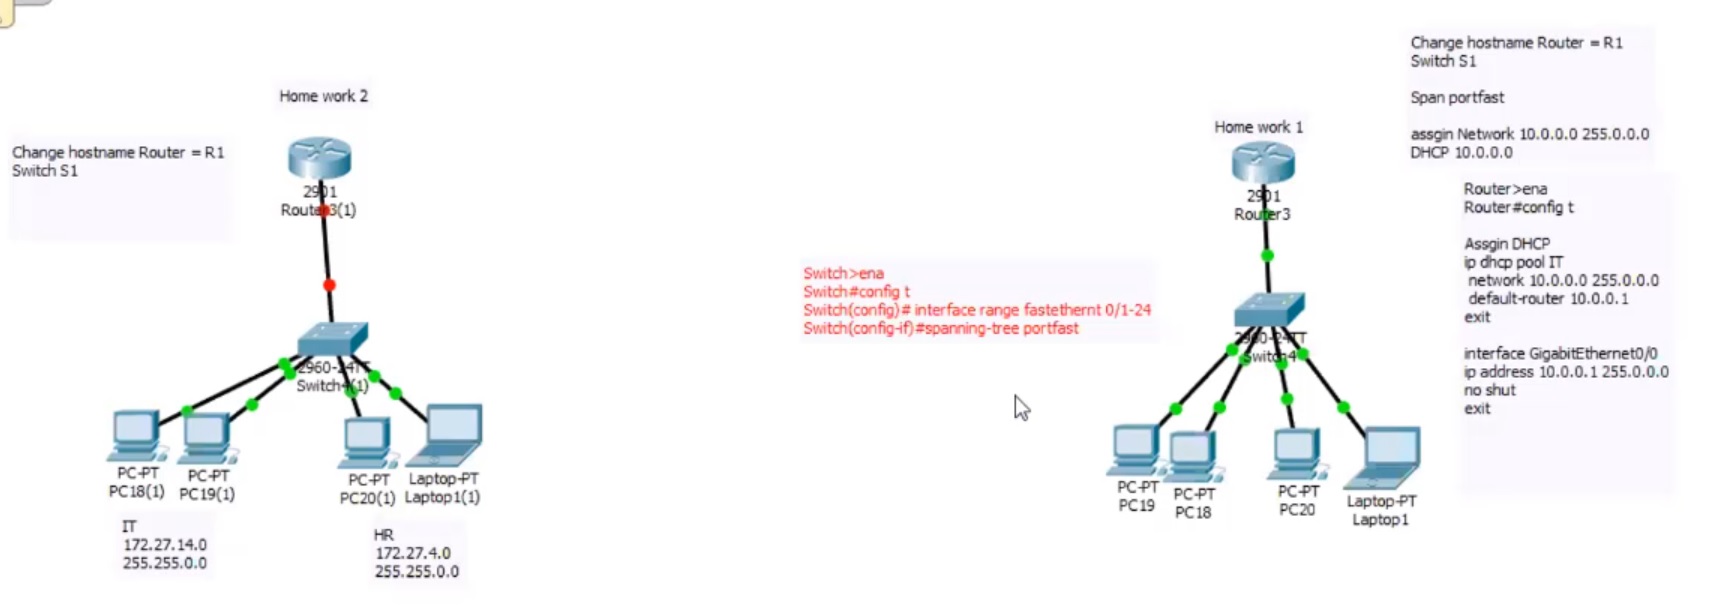 Home work 2
Change hostname Router = R1
Switch S1
2901
Router3(1)
2960-24TT
Switch4(1)
PC-PT
PC18(1)
PC-PT
PC19(1)
PC-PT
PC20(1)
Laptop-PT
Laptop1(1)
IT
172.27.14.0
255.255.0.0
HR
172.27.4.0
255.255.0.0
Switch>ena
Switch#config t
Switch(config)# interface range fastethernt 0/1-24
Switch(config-if)#spanning-tree portfast
Home work 1
2901
Router3
2960-24TT
Switch4
PC-PT
PC19
PC-PT
PC18
PC-PT
PC20
Laptop-PT
Laptop1
Change hostname Router = R1
Switch S1
Span portfast
assgin Network 10.0.0.0 255.0.0.0
DHCP 10.0.0.0
Router>ena
Router#config t
Assgin DHCP
ip dhcp pool IT
network 10.0.0.0 255.0.0.0
default-router 10.0.0.1
exit
interface GigabitEthernet0/0
ip address 10.0.0.1 255.0.0.0
no shut
exit